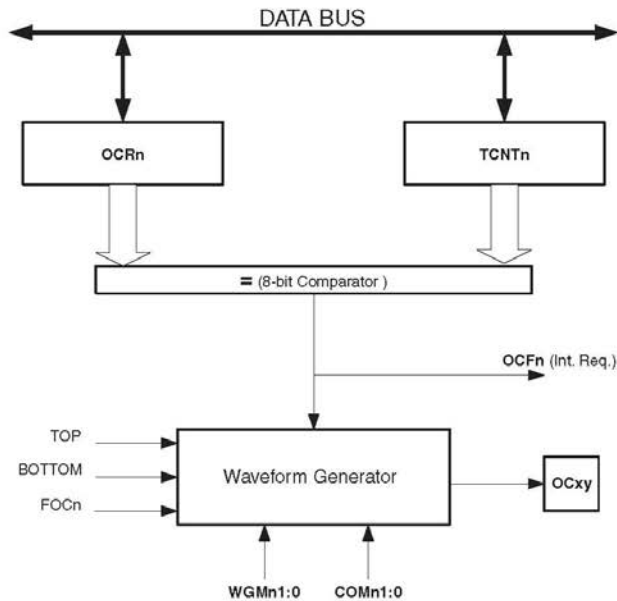 DATA BUS
OCRn
TCNTn
= (8-bit Comparator )
OCFn (Int. Req.)
TOP
BOTTOM
FOCn
Waveform Generator
OCxy
WGMn1:0
COMn1:0